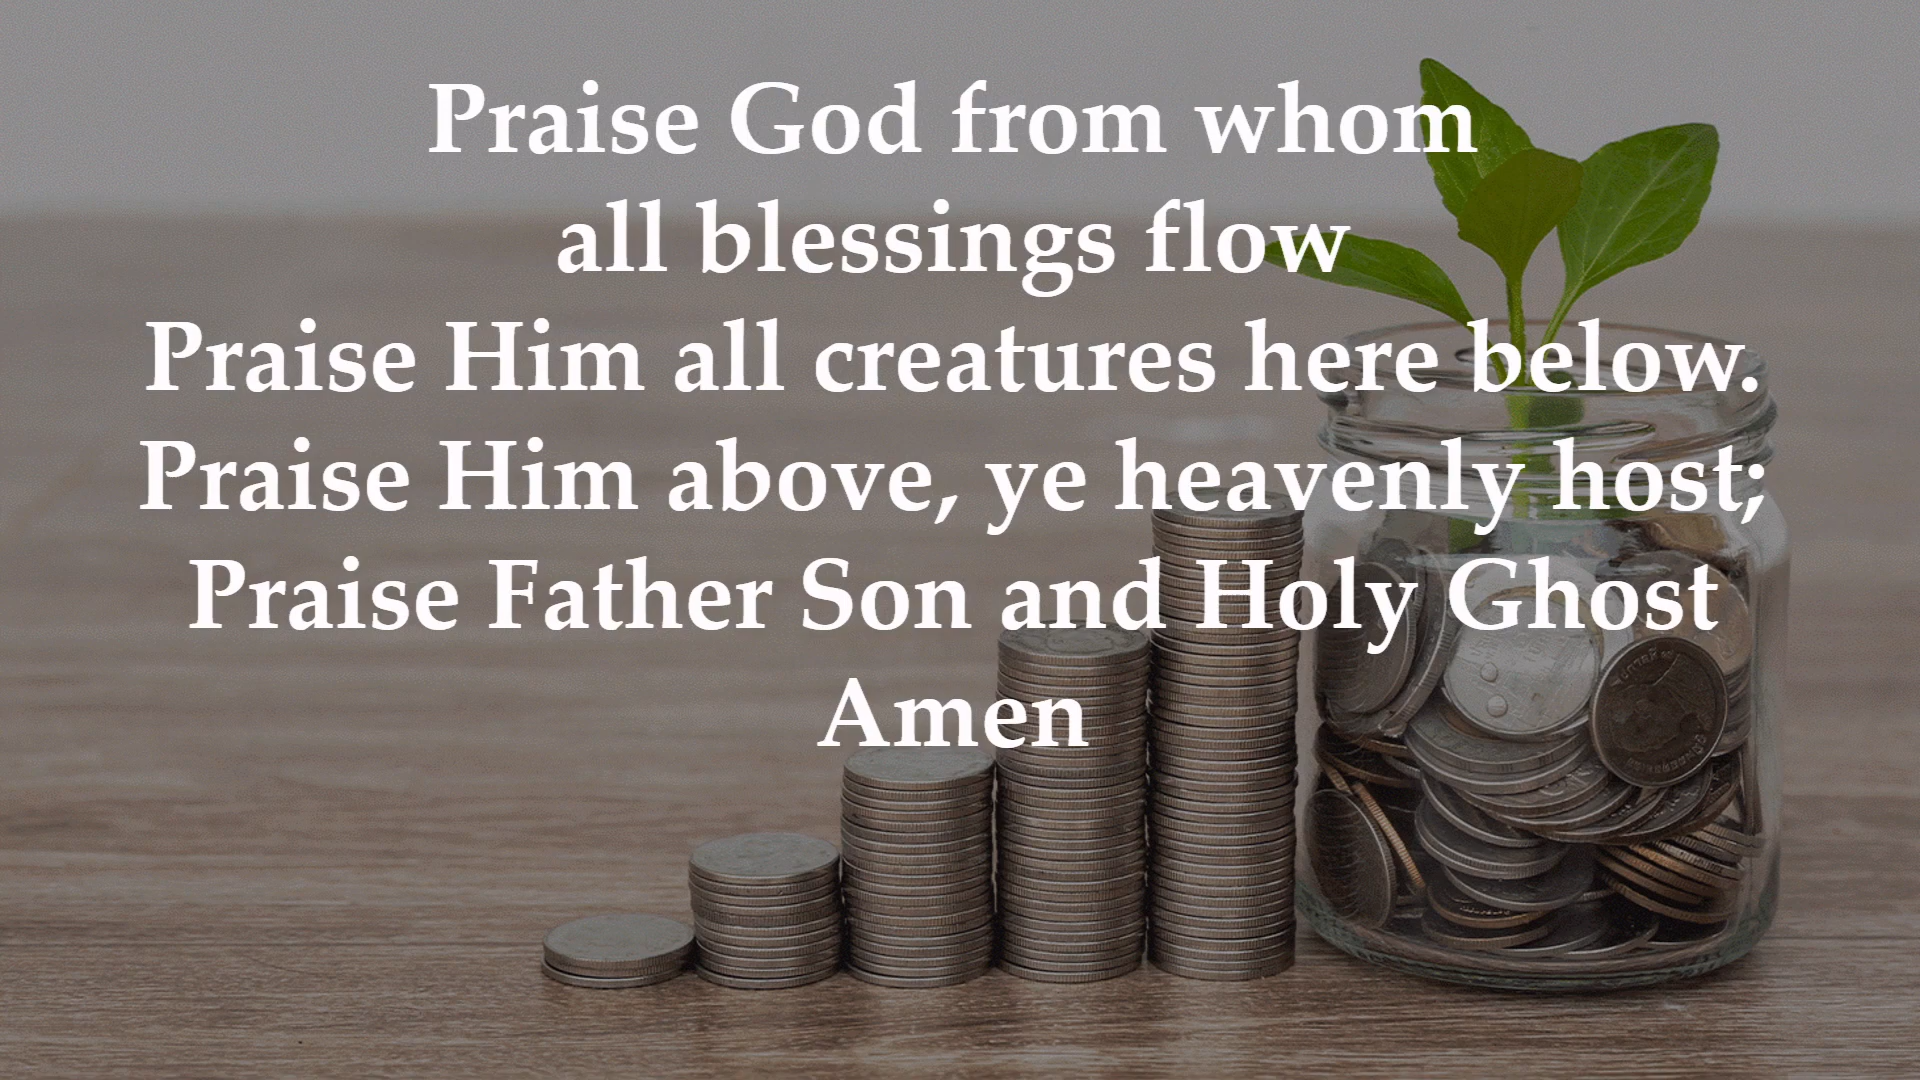 Praise God from whom
all blessings flow
Praise Him all creatures here below.
Praise Him above, ye heavenly host;
Praise Father Son and Holy Ghost
Amen